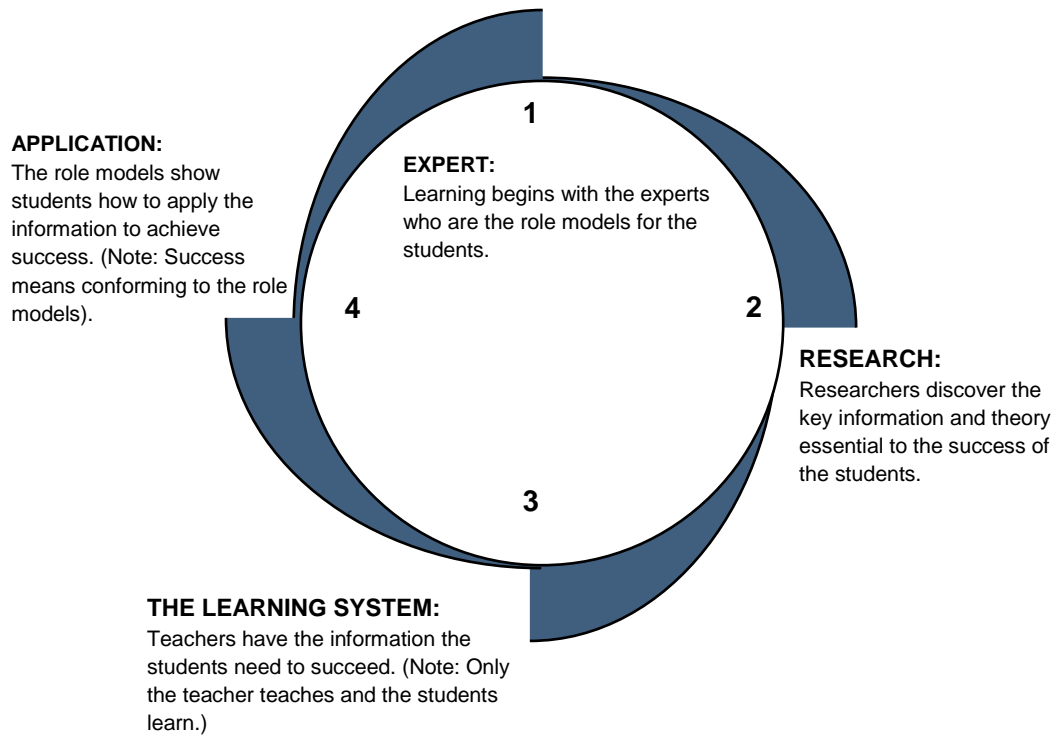 1
EXPERT:
Learning begins with the experts
who are the role models for the
students.
2
RESEARCH:
Researchers discover the
key information and theory
essential to the success of
the students.
3
THE LEARNING SYSTEM:
Teachers have the information the
students need to succeed. (Note: Only
the teacher teaches and the students
learn.)
4
APPLICATION:
The role models show
students how to apply the
information to achieve
success. (Note: Success
means conforming to the role
models).